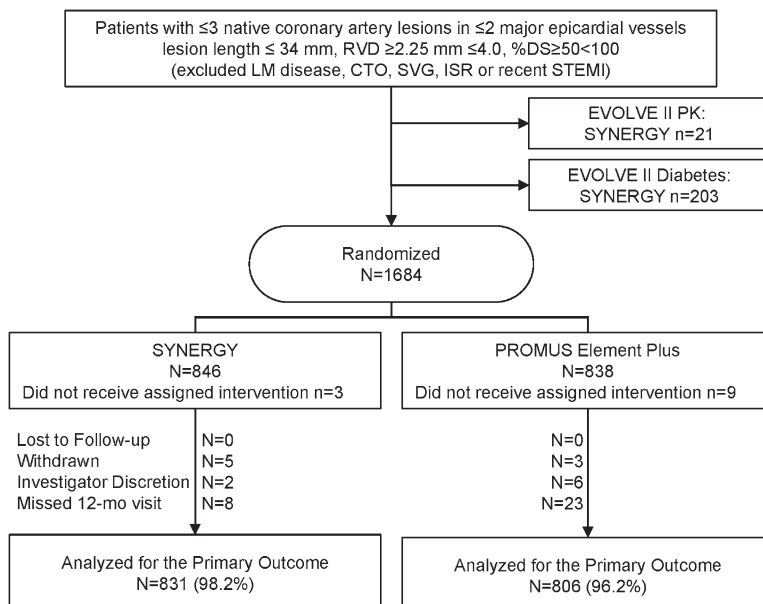 Patients with ≤3 native coronary artery lesions in ≤2 major epicardial vessels
lesion length ≤ 34 mm, RVD ≥2.25 mm ≤4.0, %DS≥50<100
(excluded LM disease, CTO, SVG, ISR or recent STEMI)
EVOLVE II PK:
SYNERGY n=21
EVOLVE II Diabetes:
SYNERGY n=203
Randomized
N=1684
SYNERGY
N=846
Did not receive assigned intervention n=3
PROMUS Element Plus
N=838
Did not receive assigned intervention n=9
Lost to Follow-up N=0 N=0
Withdrawn N=5 N=3
Investigator Discretion N=2 N=6
Missed 12-mo visit N=8 N=23
Analyzed for the Primary Outcome
N=831 (98.2%)
Analyzed for the Primary Outcome
N=806 (96.2%)